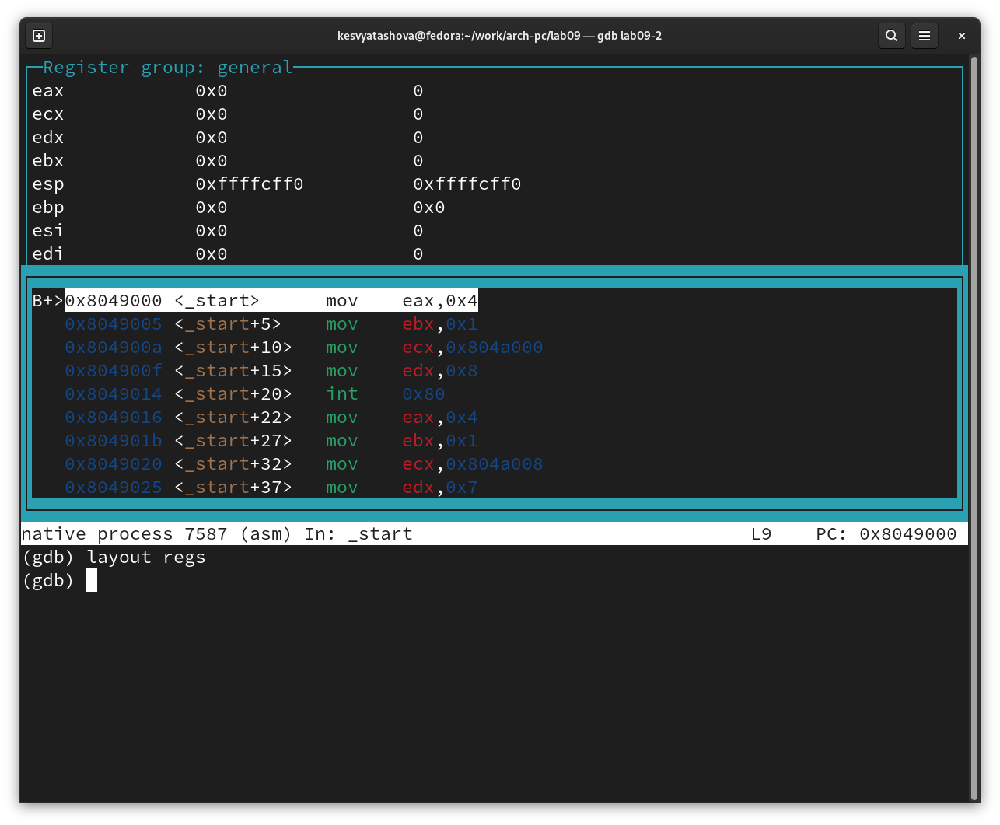 kesvyatashova@fedora:~/work/arch-pc/lab09 — gdb lab09-2
Register group: general
eax 0x0 0
ecx 0x0 0
edx 0x0 0
ebx 0x0 0
esp 0xffffcff0 0xffffcff0
ebp 0x0 0x0
esi 0x0 0
edi 0x0 0
B+>0x8049000 <_start> mov eax,0x4
0x8049005 <_start+5> mov ebx,0x1
0x804900a <_start+10> mov ecx,0x804a000
0x804900f <_start+15> mov edx,0x8
0x8049014 <_start+20> int 0x80
0x8049016 <_start+22> mov eax,0x4
0x804901b <_start+27> mov ebx,0x1
0x8049020 <_start+32> mov ecx,0x804a008
0x8049025 <_start+37> mov edx,0x7
native process 7587 (asm) In: _start L9 PC: 0x8049000
(gdb) layout regs
(gdb)